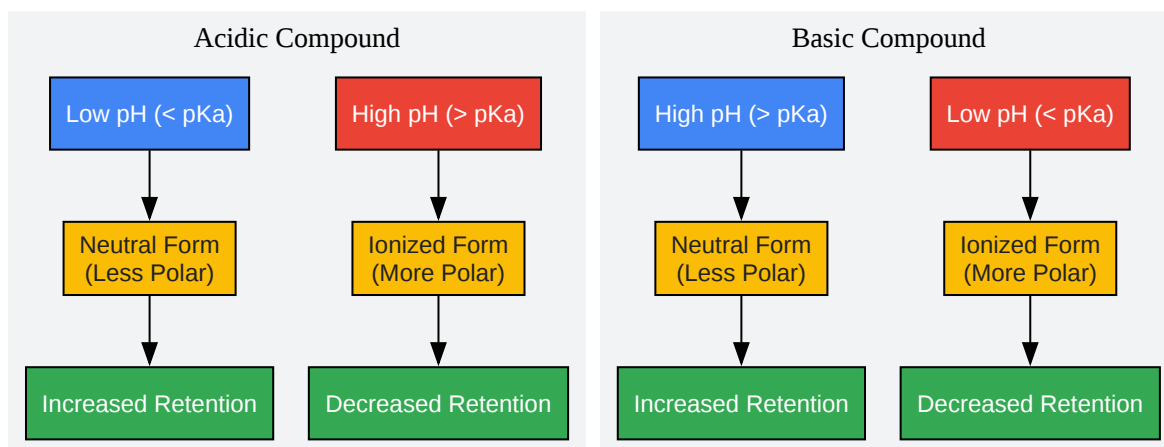 Acidic Compound
Low pH (< pKa)
High pH (> pKa)
Neutral Form
(Less Polar)
Ionized Form
(More Polar)
Increased Retention
Decreased Retention
Basic Compound
High pH (> pKa)
Low pH (< pKa)
Neutral Form
(Less Polar)
Ionized Form
(More Polar)
Increased Retention
Decreased Retention